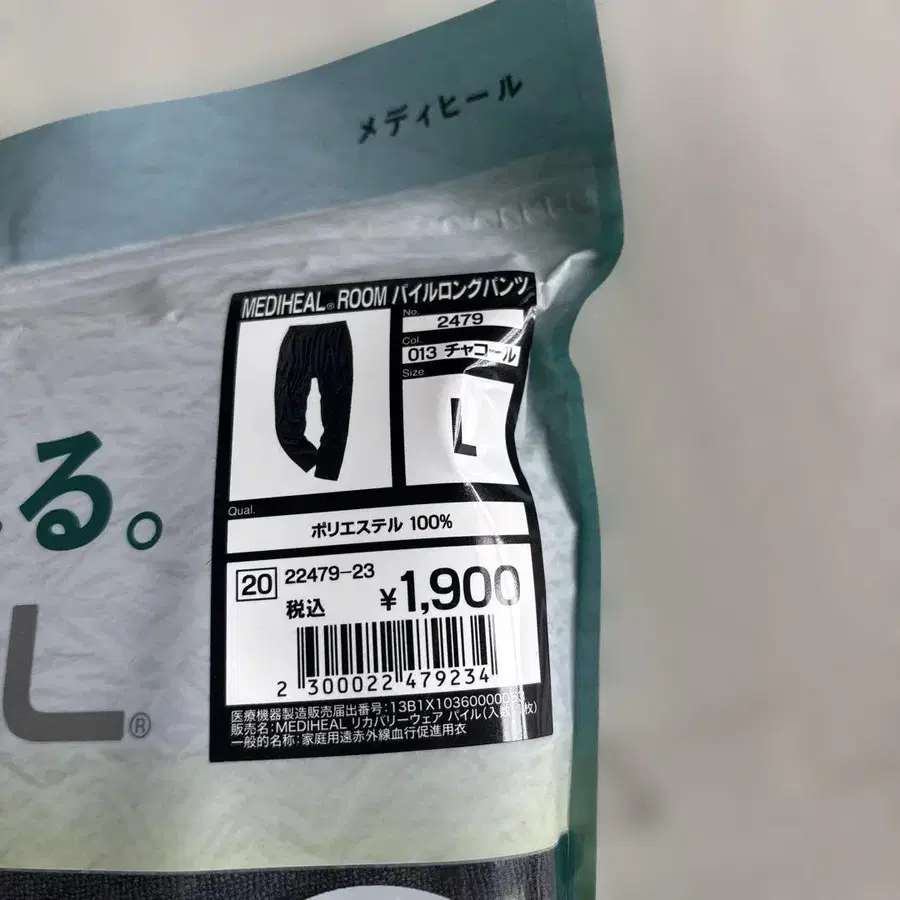 メディヒール
MEDIHEAL® ROOM パイルロングパンツ
No.
2479
Col.
013 チャコール
Size
L
Qual.
ポリエステル 100%
る。
20 22479-23
税込 ¥1,900
2 300022 479234
L®
医療機器製造販売届出番号:13B1X10360000053
販売名:MEDIHEAL リカバリーウェア パイル(入数 枚)
一般的名称:家庭用遠赤外線血行促進用衣